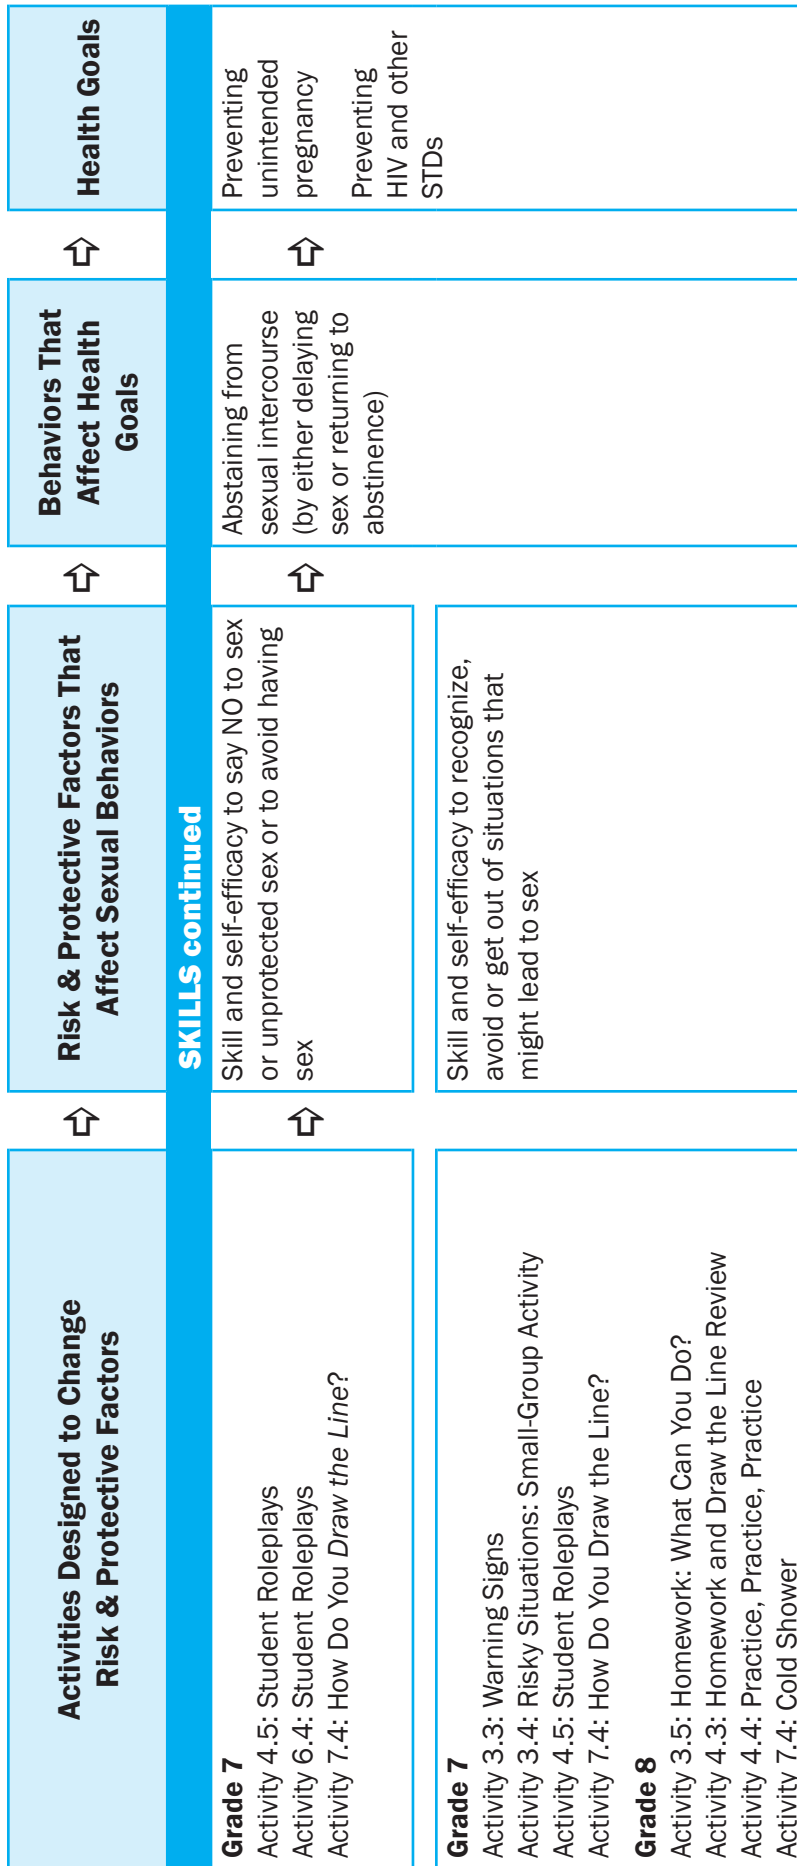 Activities Designed to Change
Risk & Protective Factors
Risk & Protective Factors That
Affect Sexual Behaviors
Behaviors That
Affect Health
Goals
Health Goals
SKILLS continued
Grade 7
Activity 4.5: Student Roleplays
Activity 6.4: Student Roleplays
Activity 7.4: How Do You Draw the Line?
Skill and self-efficacy to say NO to sex
or unprotected sex or to avoid having
sex
Abstaining from
sexual intercourse
(by either delaying
sex or returning to
abstinence)
Preventing
unintended
pregnancy
Preventing
HIV and other
STDs
Grade 7
Activity 3.3: Warning Signs
Activity 3.4: Risky Situations: Small-Group Activity
Activity 4.5: Student Roleplays
Activity 7.4: How Do You Draw the Line?
Grade 8
Activity 3.5: Homework: What Can You Do?
Activity 4.3: Homework and Draw the Line Review
Activity 4.4: Practice, Practice, Practice
Activity 7.4: Cold Shower
Skill and self-efficacy to recognize,
avoid or get out of situations that
might lead to sex